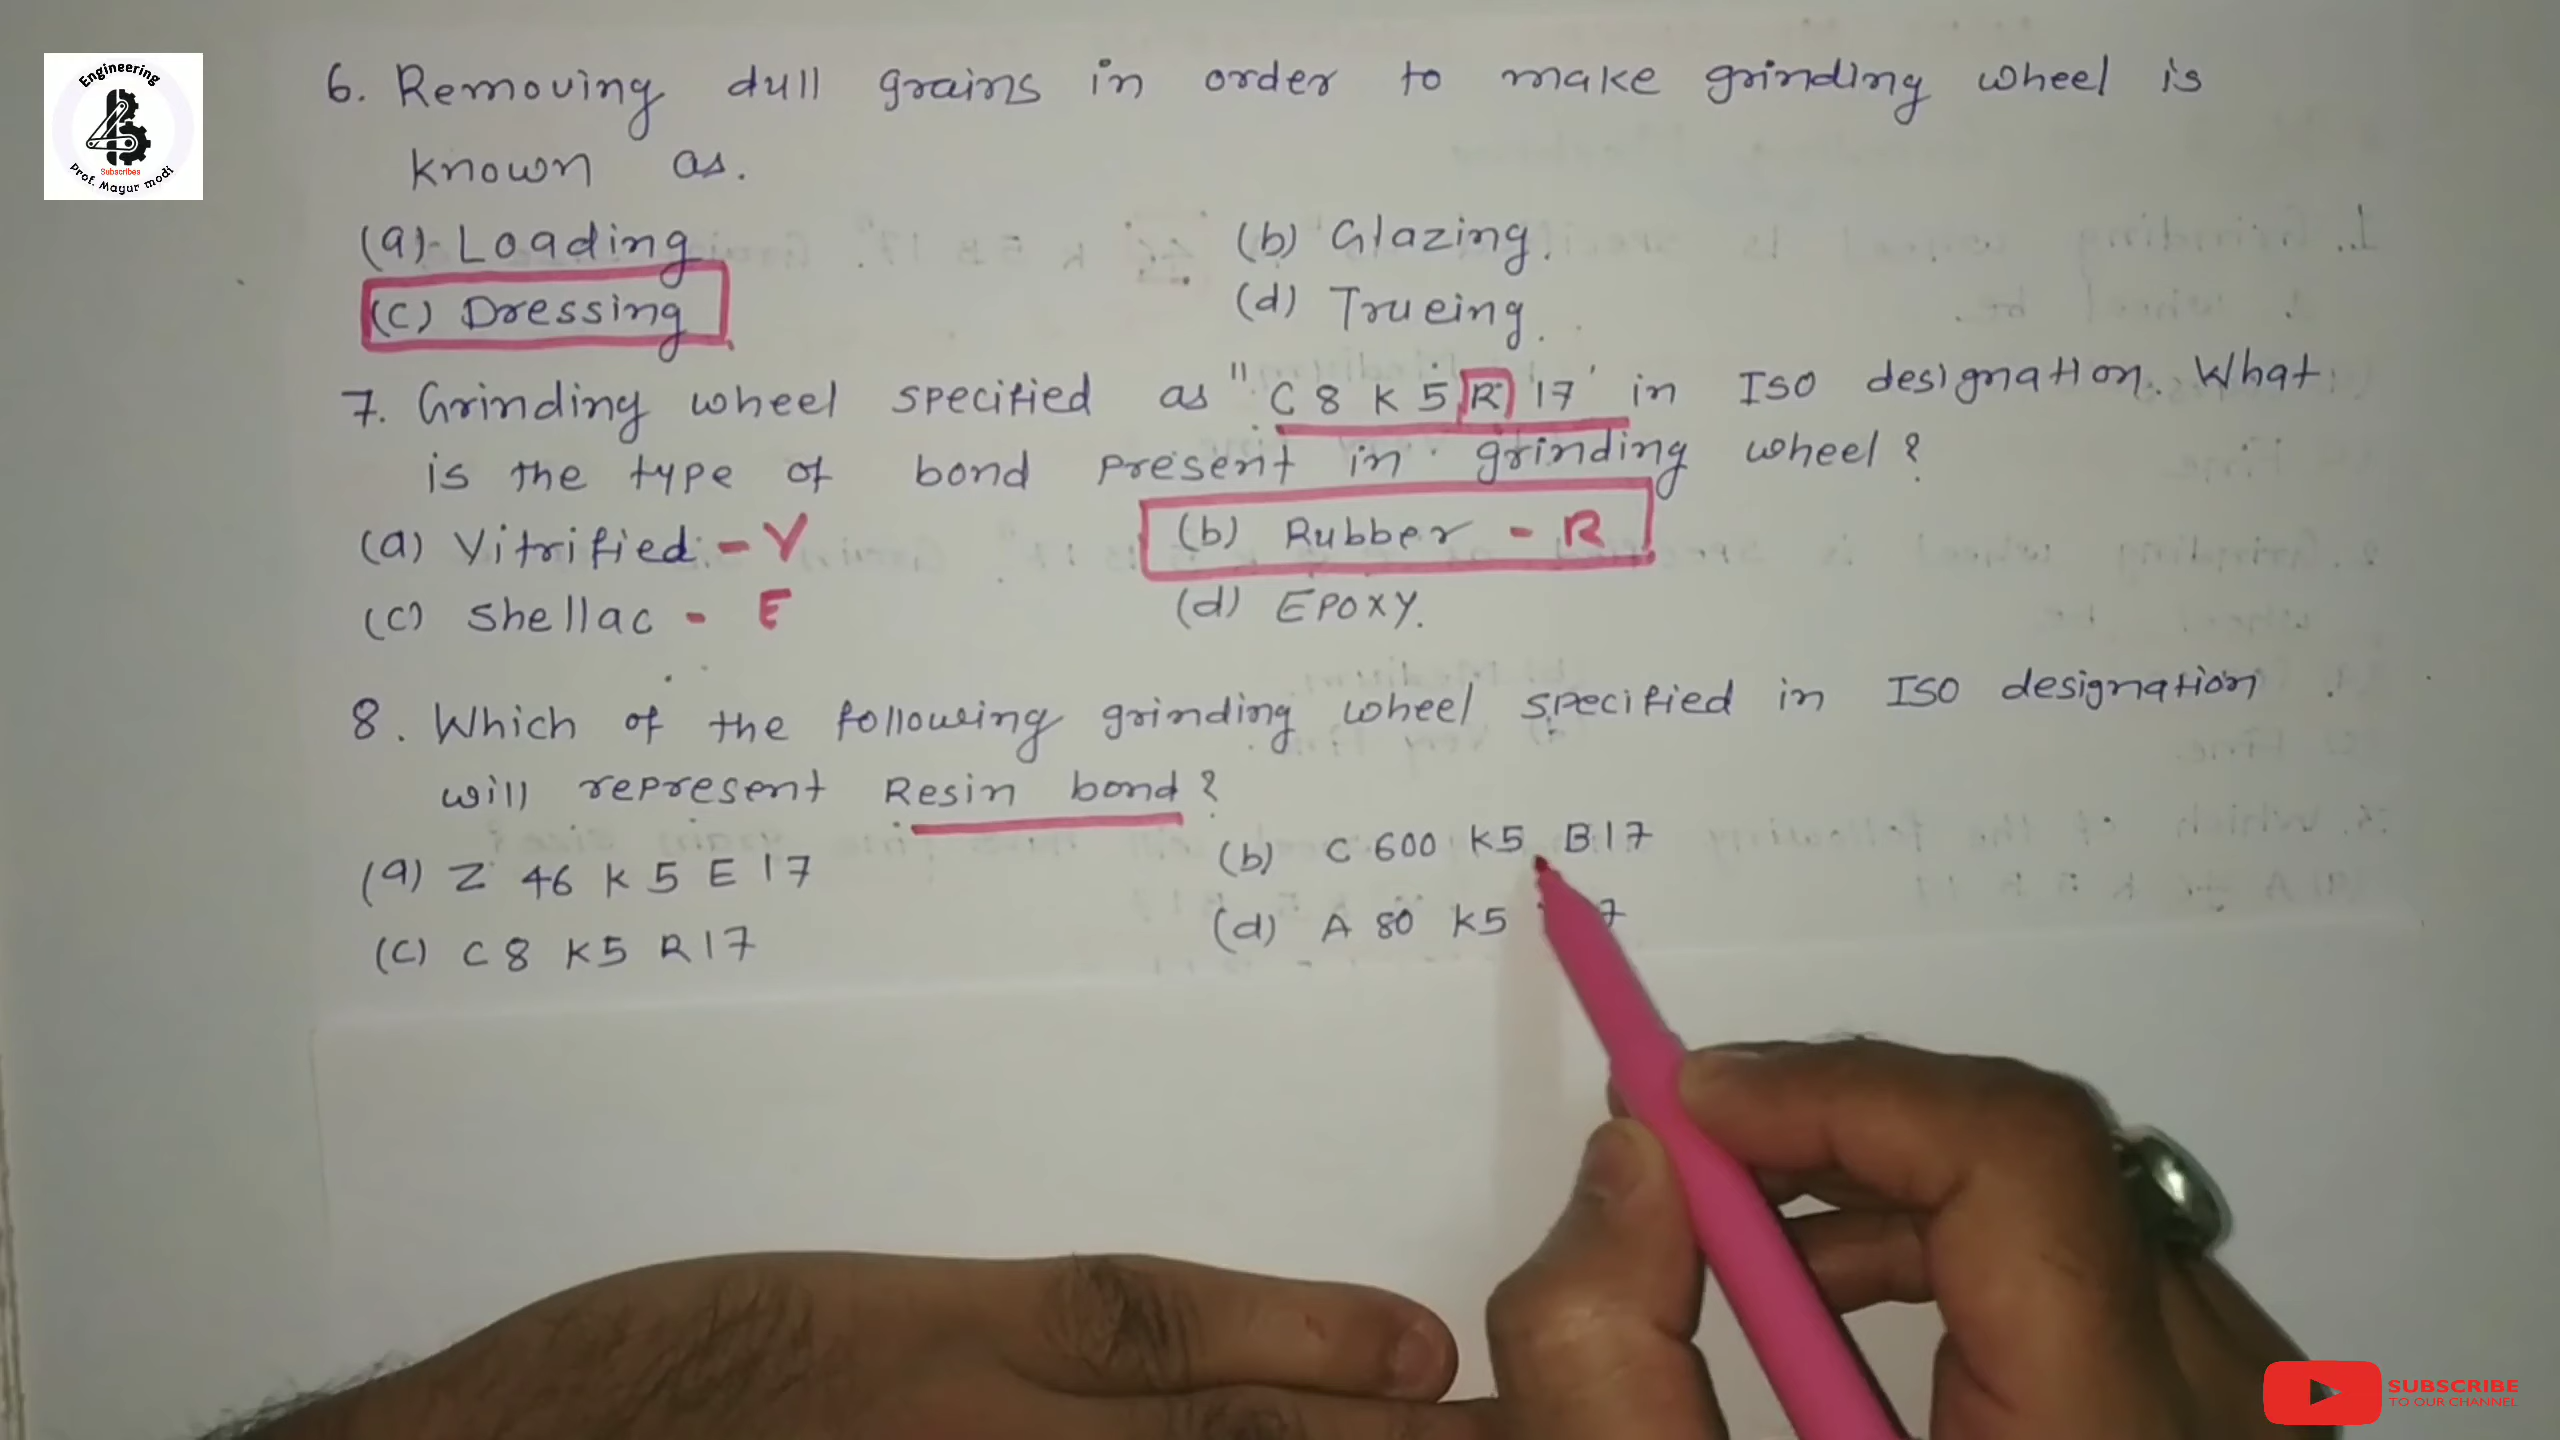 Engineering
Subscribes
Prof. Mayur modi
6. Removing dull grains in order to make grinding wheel is
known as.
(a) Loading
(b) Glazing.
(c) Dressing
(d) Trueing.
7. Grinding wheel specified as "C 8 K 5 R 17' in ISO designation. What
is the type of bond present in grinding wheel?
(a) Vitrified - V
(b) Rubber - R
(c) Shellac - E
(d) EPOXY.
8. Which of the following grinding wheel specified in ISO designation.
will represent Resin bond?
(a) Z 46 K 5 E 17
(b) C 600 K5 B17
(c) C 8 K5 R17
(d) A 80 K5 7
SUBSCRIBE
TO OUR CHANNEL